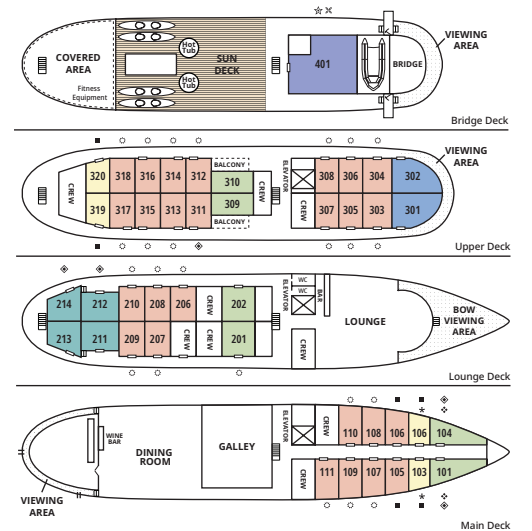 COVERED
AREA
Fitness
Equipment
Hot
Tub
Hot
Tub
SUN
DECK
401
BRIDGE
VIEWING
AREA
Bridge Deck
CREW
320
318
316
314
312
319
317
315
313
311
BALCONY
310
309
BALCONY
CREW
ELEVATOR
CREW
308
306
304
302
307
305
303
301
VIEWING
AREA
Upper Deck
214
212
210
208
206
CREW
202
213
211
209
207
CREW
CREW
201
ELEVATOR
WC
WC
BAR
CREW
LOUNGE
BOW
VIEWING
AREA
Lounge Deck
WINE
BAR
DINING
ROOM
GALLEY
VIEWING
AREA
ELEVATOR
CREW
CREW
110
108
106
106
104
111
109
107
105
103
101
Main Deck